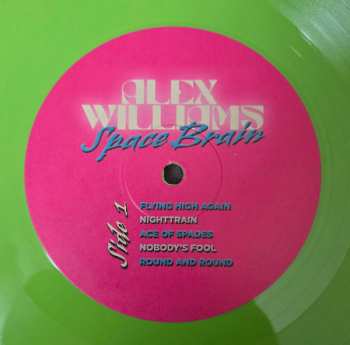 ALEX
WILLIAMS
Space Brain
Side 1
FLYING HIGH AGAIN
NIGHTTRAIN
ACE OF SPADES
NOBODY'S FOOL
ROUND AND ROUND